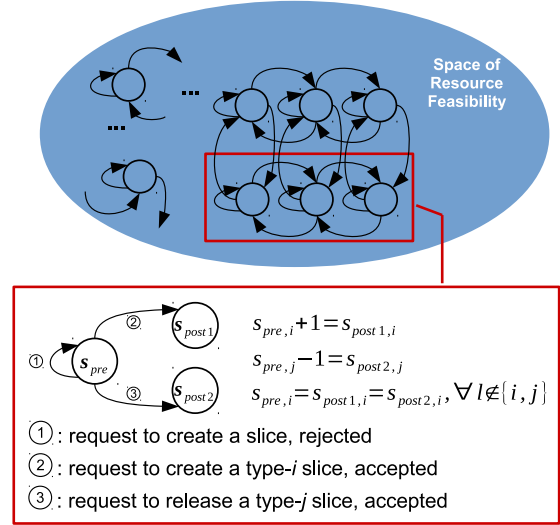 Space of
Resource
Feasibility
...
...
① ② ③
s_pre
s_post1
s_post2
s_pre,i+1=s_post1,i
s_pre,j−1=s_post2,j
s_pre,i=s_post1,i=s_post2,i,∀l∉{i,j}
① : request to create a slice, rejected
② : request to create a type-i slice, accepted
③ : request to release a type-j slice, accepted